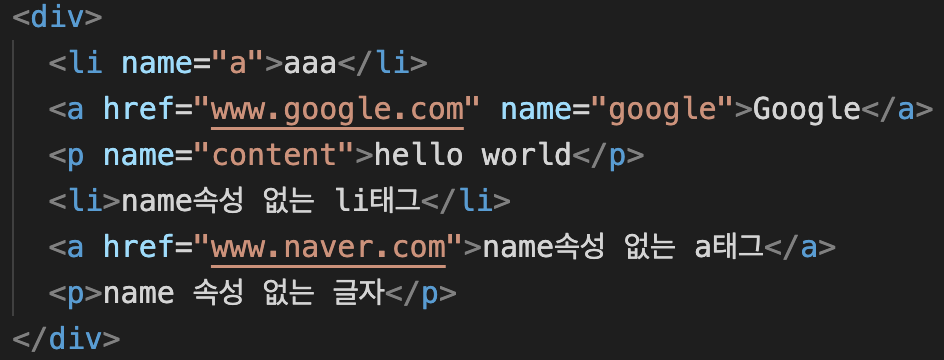 <div>
<li name="a">aaa</li>
<a href="www.google.com" name="google">Google</a>
<p name="content">hello world</p>
<li>name속성 없는 li태그</li>
<a href="www.naver.com">name속성 없는 a태그</a>
<p>name 속성 없는 글자</p>
</div>